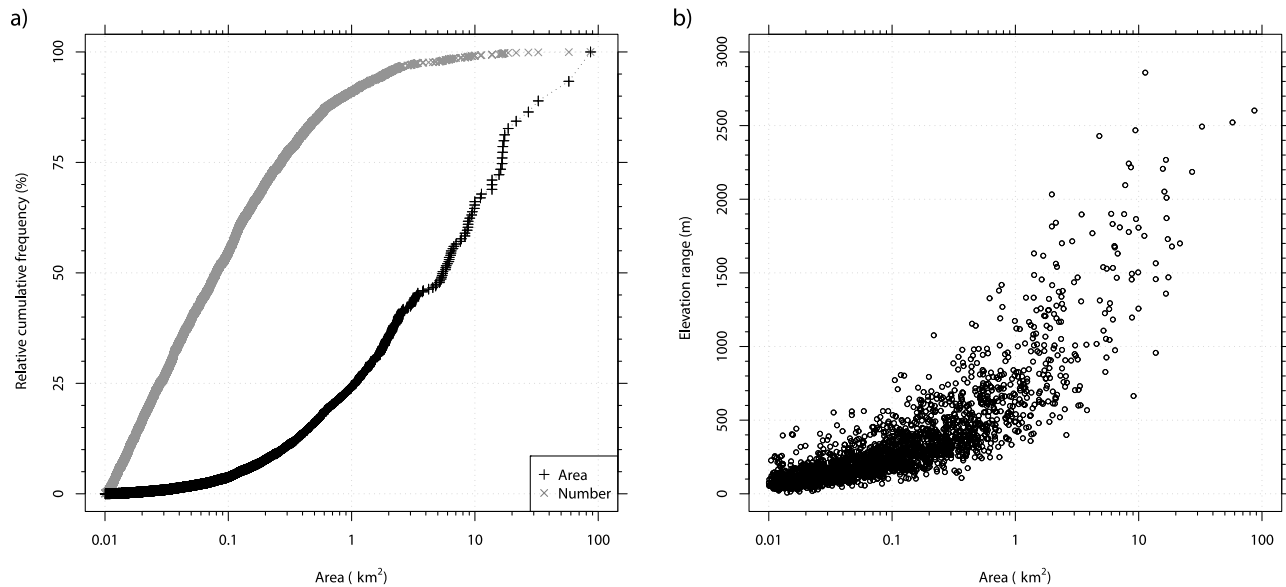 a)
Relative cumulative frequency (%)
100
75
50
25
0
0.01
0.1
1
10
100
Area ( km²)
Area
Number
b)
Elevation range (m)
3000
2500
2000
1500
1000
500
0
0.01
0.1
1
10
100
Area ( km²)